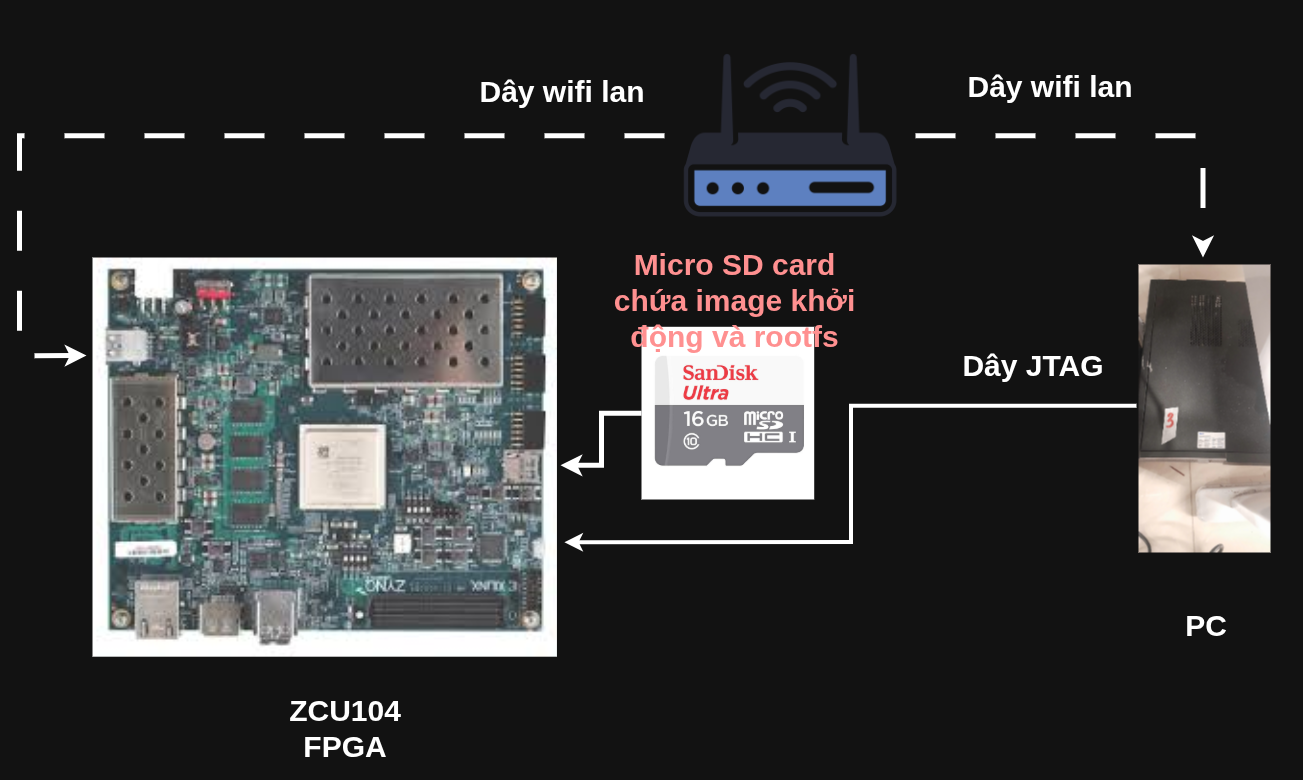 Dây wifi lan
Dây wifi lan
Micro SD card
chứa image khởi
động và rootfs
SanDisk
Ultra
16GB
micro
SD
HC I
10
Dây JTAG
3
ZYNQ
XILINX
PC
ZCU104
FPGA